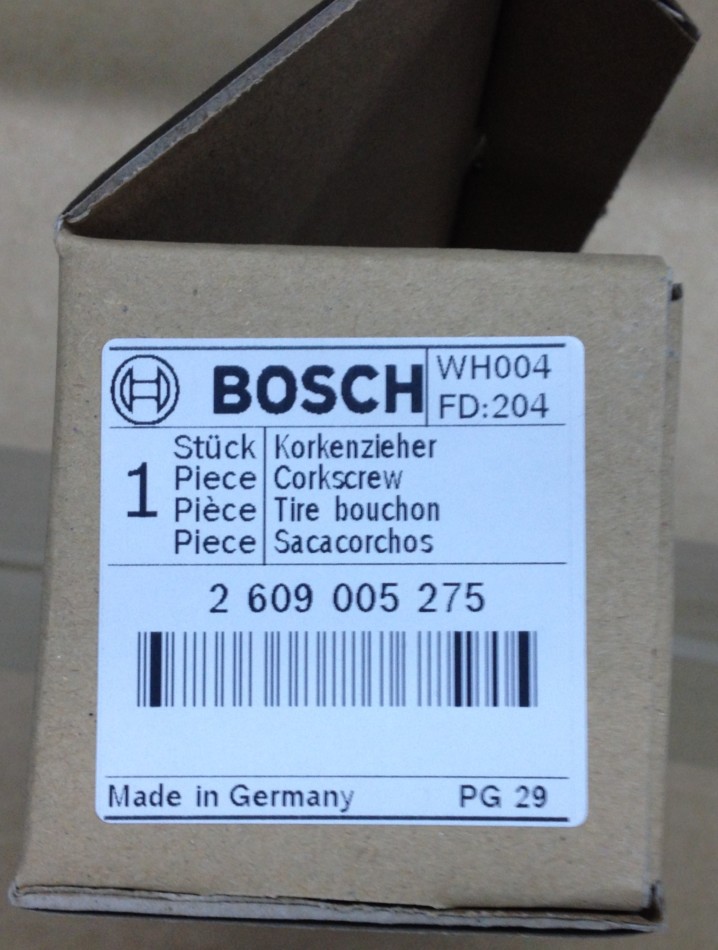 BOSCH
WH004
FD:204
1
Stück
Piece
Pièce
Piece
Korkenzieher
Corkscrew
Tire bouchon
Sacacorchos
2 609 005 275
Made in Germany
PG 29